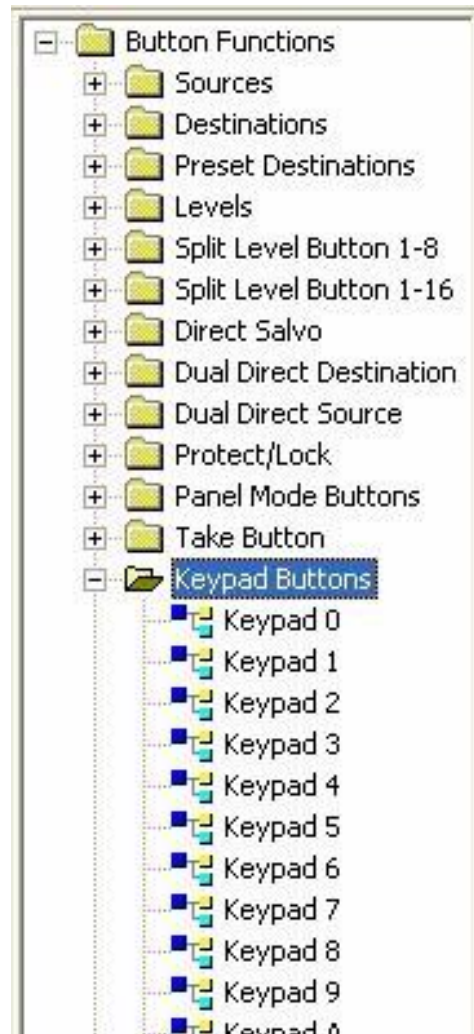 Button Functions
Sources
Destinations
Preset Destinations
Levels
Split Level Button 1-8
Split Level Button 1-16
Direct Salvo
Dual Direct Destination
Dual Direct Source
Protect/Lock
Panel Mode Buttons
Take Button
Keypad Buttons
Keypad 0
Keypad 1
Keypad 2
Keypad 3
Keypad 4
Keypad 5
Keypad 6
Keypad 7
Keypad 8
Keypad 9
Keypad A